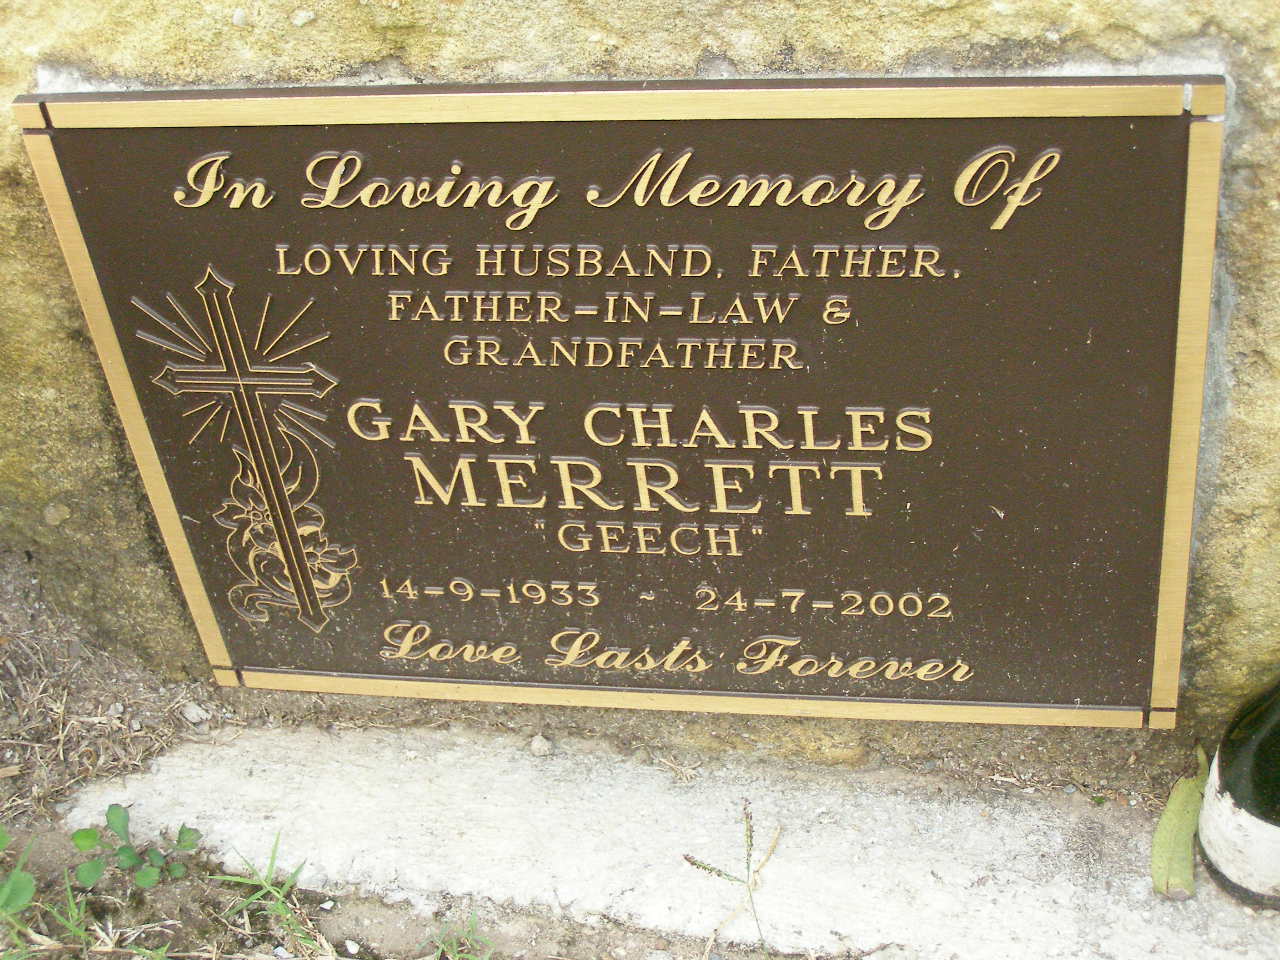 In Loving Memory Of
LOVING HUSBAND, FATHER,
FATHER-IN-LAW &
GRANDFATHER
GARY CHARLES
MERRETT
"GEECH"
14-9-1933 ~ 24-7-2002
Love Lasts Forever